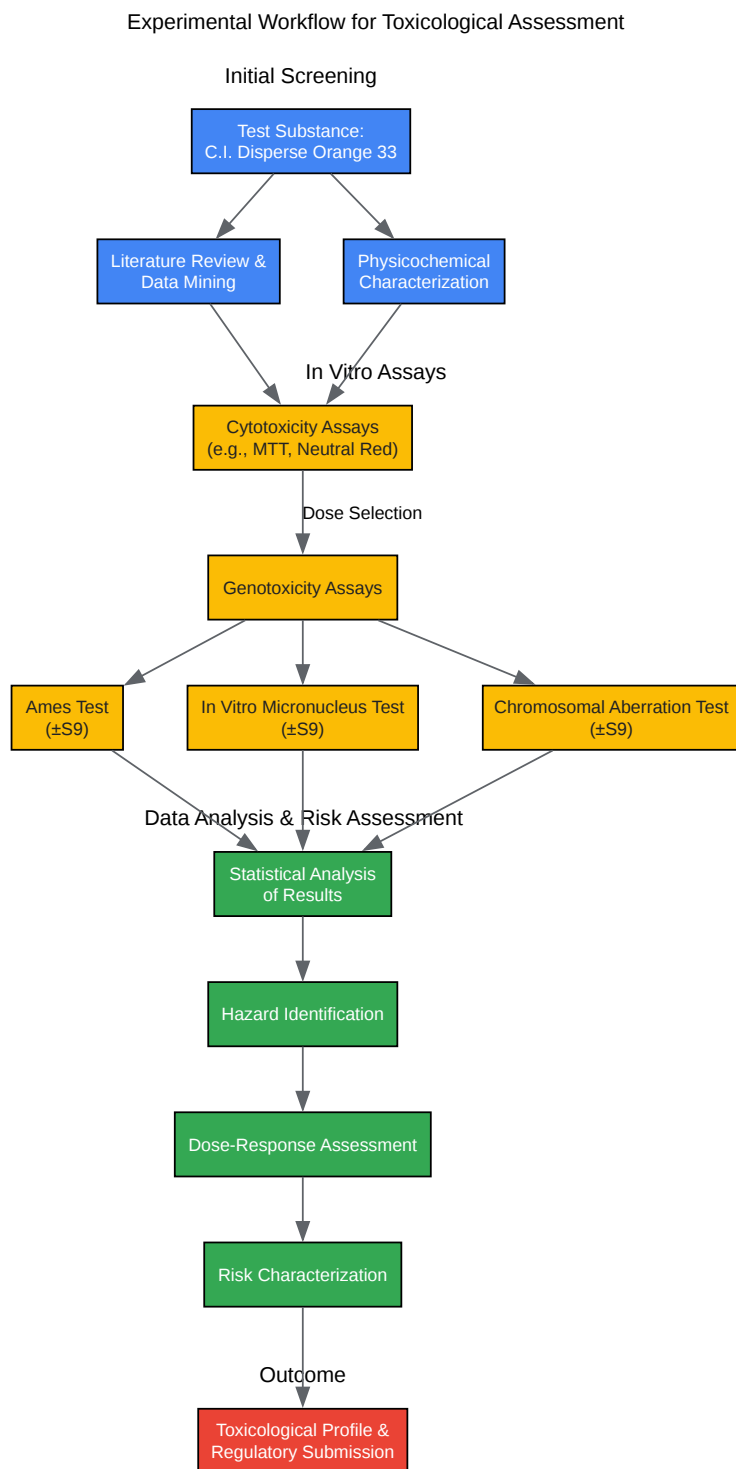 Experimental Workflow for Toxicological Assessment
Initial Screening
Test Substance:
C.I. Disperse Orange 33
Literature Review &
Data Mining
Physicochemical
Characterization
In Vitro Assays
Cytotoxicity Assays
(e.g., MTT, Neutral Red)
Dose Selection
Genotoxicity Assays
Ames Test
(±S9)
In Vitro Micronucleus Test
(±S9)
Chromosomal Aberration Test
(±S9)
Data Analysis & Risk Assessment
Statistical Analysis
of Results
Hazard Identification
Dose-Response Assessment
Risk Characterization
Outcome
Toxicological Profile &
Regulatory Submission